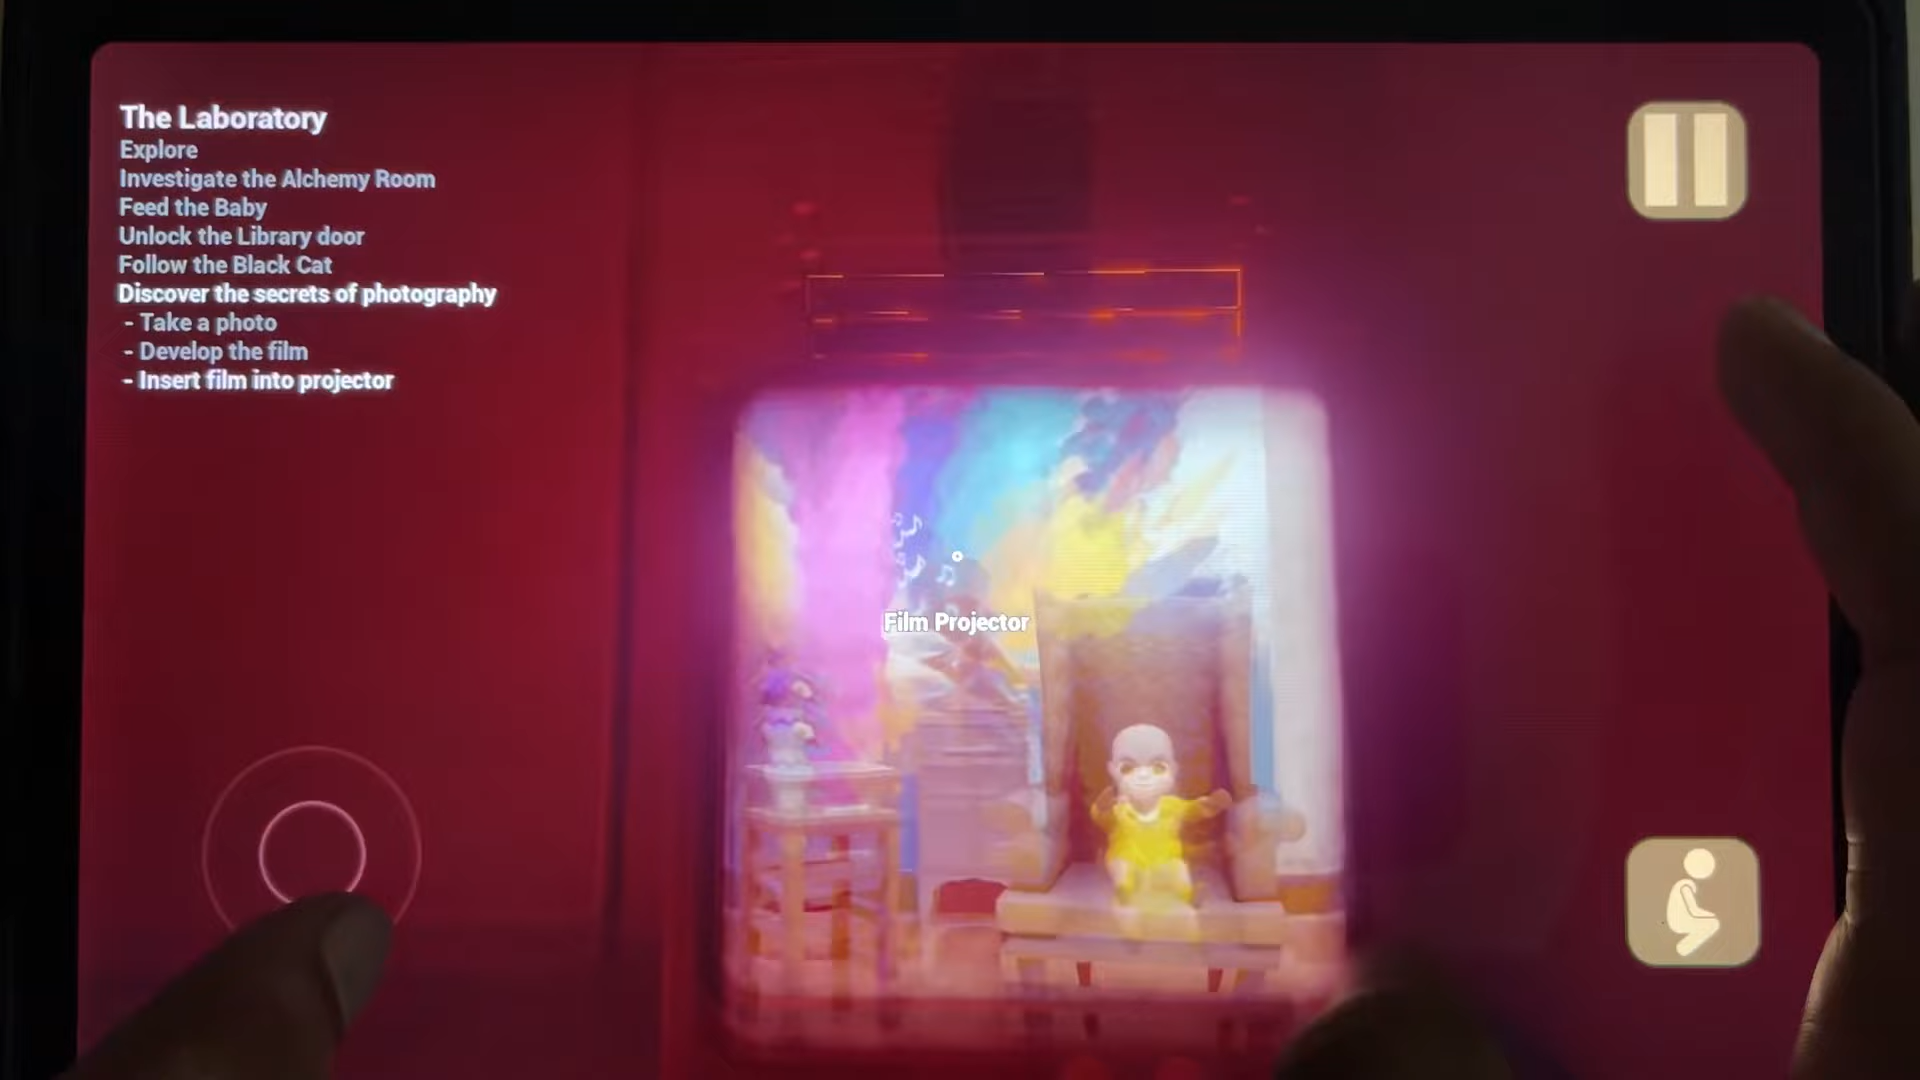 The Laboratory
Explore
Investigate the Alchemy Room
Feed the Baby
Unlock the Library door
Follow the Black Cat
Discover the secrets of photography
- Take a photo
- Develop the film
- Insert film into projector
Film Projector